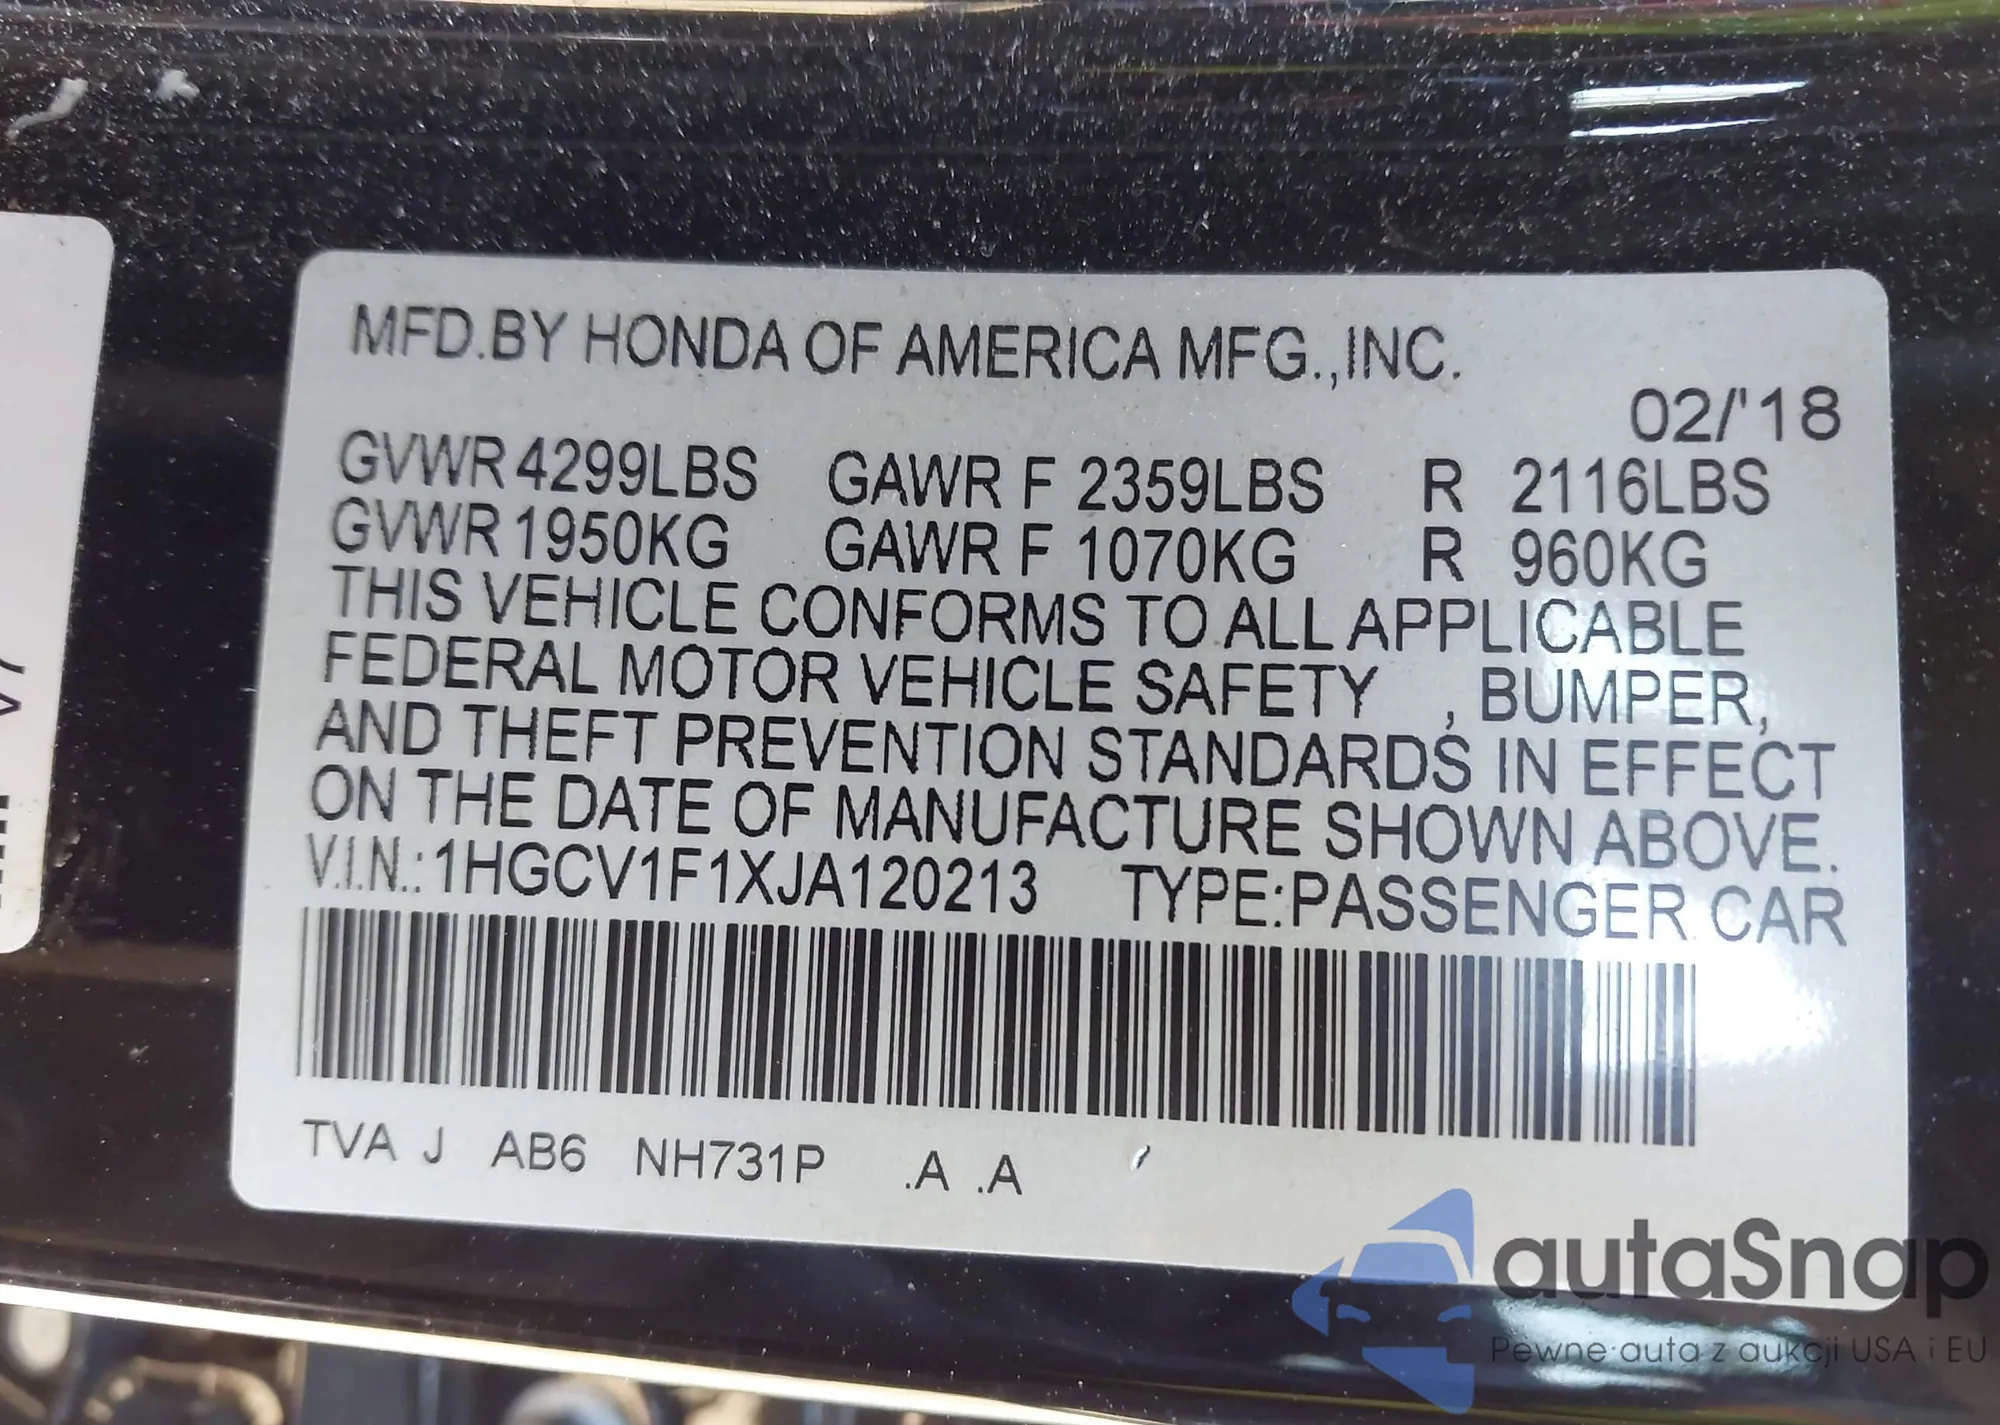 MFD.BY HONDA OF AMERICA MFG.,INC.
02/'18
GVWR 4299LBS GAWR F 2359LBS R 2116LBS
GVWR 1950KG GAWR F 1070KG R 960KG
THIS VEHICLE CONFORMS TO ALL APPLICABLE
FEDERAL MOTOR VEHICLE SAFETY , BUMPER,
AND THEFT PREVENTION STANDARDS IN EFFECT
ON THE DATE OF MANUFACTURE SHOWN ABOVE.
V.I.N.: 1HGCV1F1XJA120213 TYPE:PASSENGER CAR
TVA J AB6 NH731P .A .A
autaSnap
Pewne auta z aukcji USA i EU